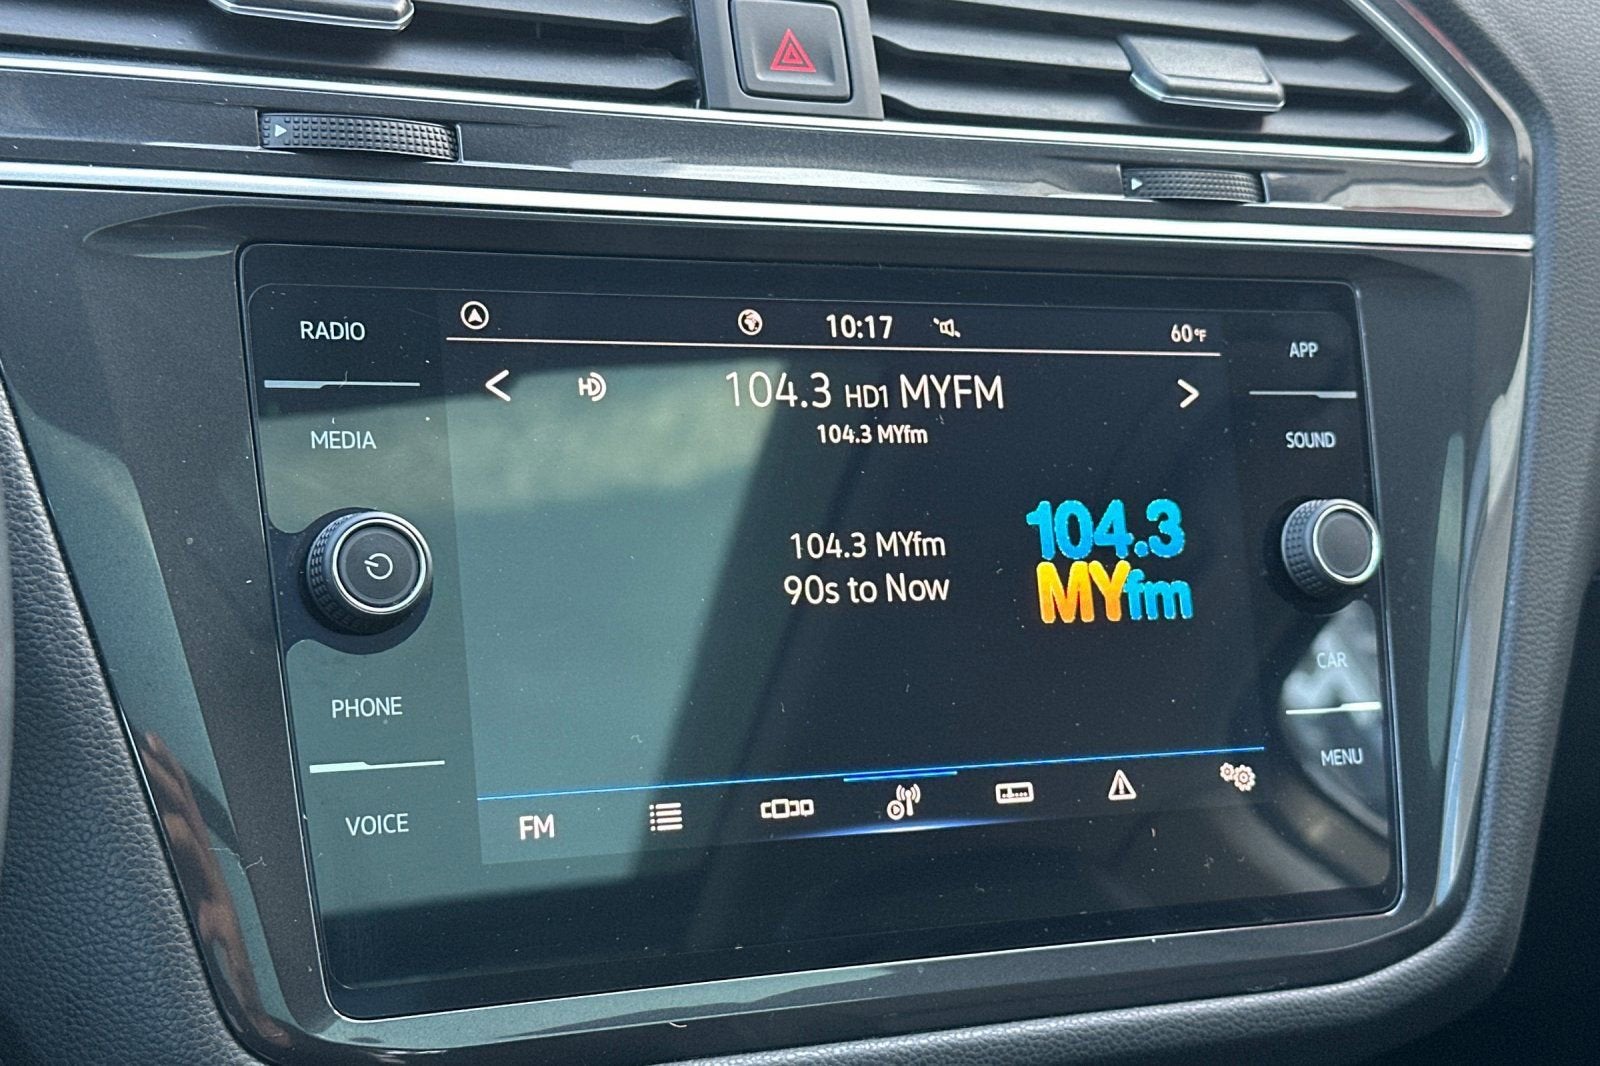 RADIO
MEDIA
PHONE
VOICE
10:17
60°F
104.3 HD1 MYFM
104.3 MYfm
HD
104.3 MYfm
90s to Now
104.3
MYfm
FM
APP
SOUND
CAR
MENU